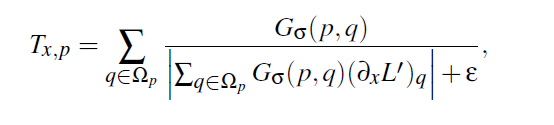 $T_{x,p} = \sum_{q \in \Omega_p} \frac{G_\sigma(p,q)}{\left| \sum_{q \in \Omega_p} G_\sigma(p,q)(\partial_x L')_q \right| + \varepsilon},$